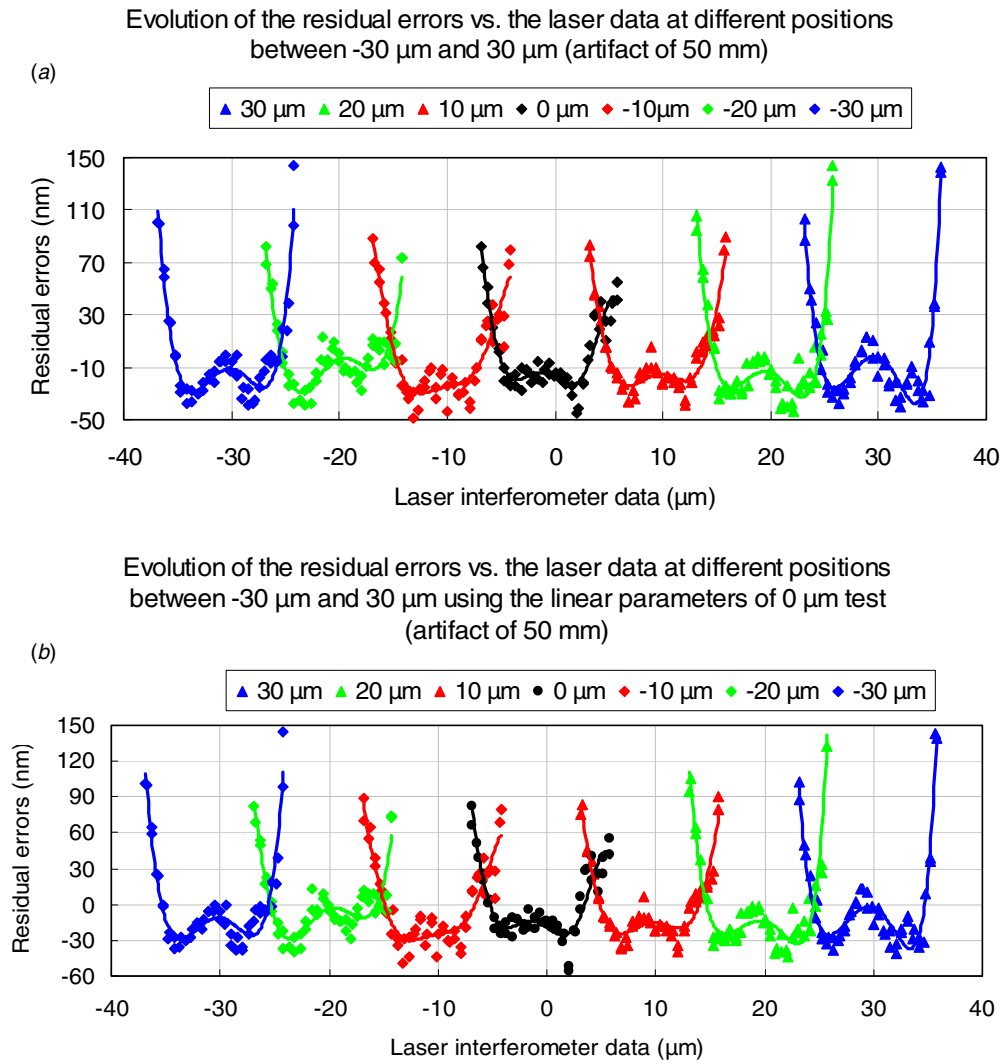 Evolution of the residual errors vs. the laser data at different positions
between -30 µm and 30 µm (artifact of 50 mm)
(a)
30 µm 20 µm 10 µm 0 µm -10µm -20 µm -30 µm
Residual errors (nm)
150
110
70
30
-10
-50
-40 -30 -20 -10 0 10 20 30 40
Laser interferometer data (µm)
Evolution of the residual errors vs. the laser data at different positions
between -30 µm and 30 µm using the linear parameters of 0 µm test
(artifact of 50 mm)
(b)
30 µm 20 µm 10 µm 0 µm -10 µm -20 µm -30 µm
Residual errors (nm)
150
120
90
60
30
0
-30
-60
-40 -30 -20 -10 0 10 20 30 40
Laser interferometer data (µm)